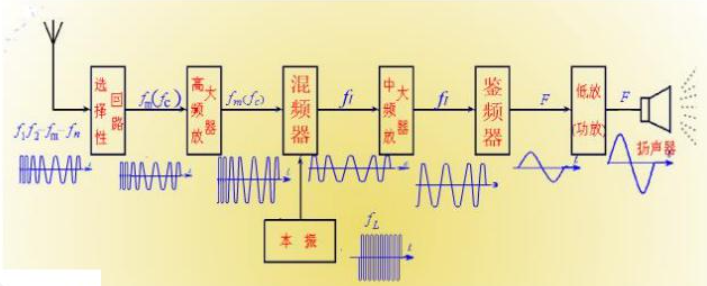 选择性
回路
fm(fc)
高频放
大器
fm(fc)
混频器
fI
中频放
大器
fI
鉴频器
F
低放
(功放)
F
扬声器
f1 f2 --fm --fn
t
t
t
t
t
本 振
fL
t